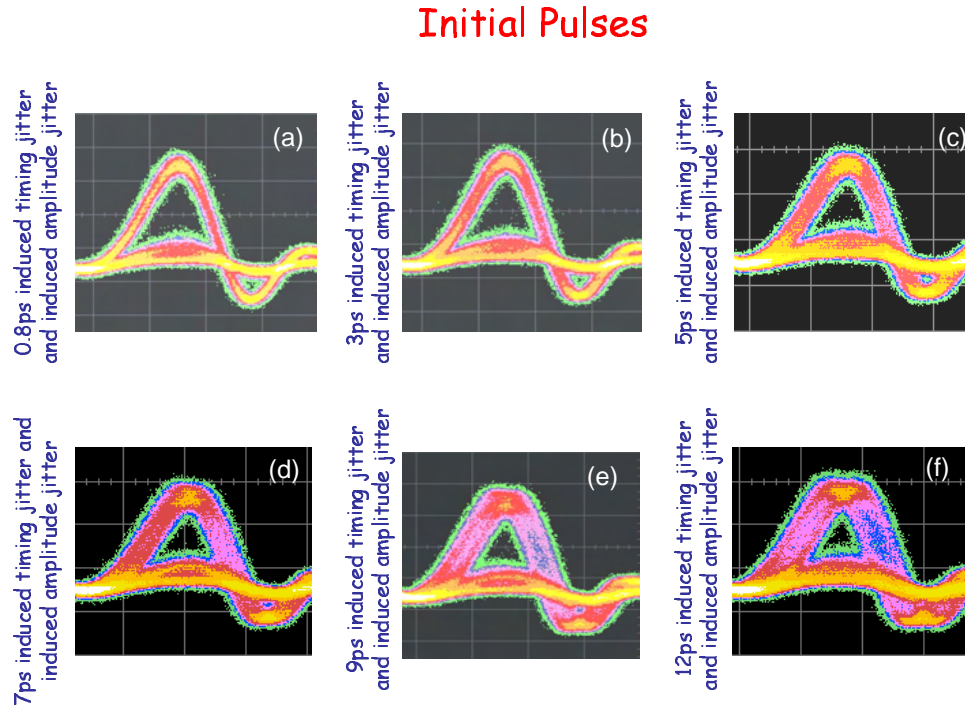 Initial Pulses
0.8ps induced timing jitter
and induced amplitude jitter
(a)
3ps induced timing jitter
and induced amplitude jitter
(b)
5ps induced timing jitter
and induced amplitude jitter
(c)
7ps induced timing jitter and
induced amplitude jitter
(d)
9ps induced timing jitter
and induced amplitude jitter
(e)
12ps induced timing jitter
and induced amplitude jitter
(f)